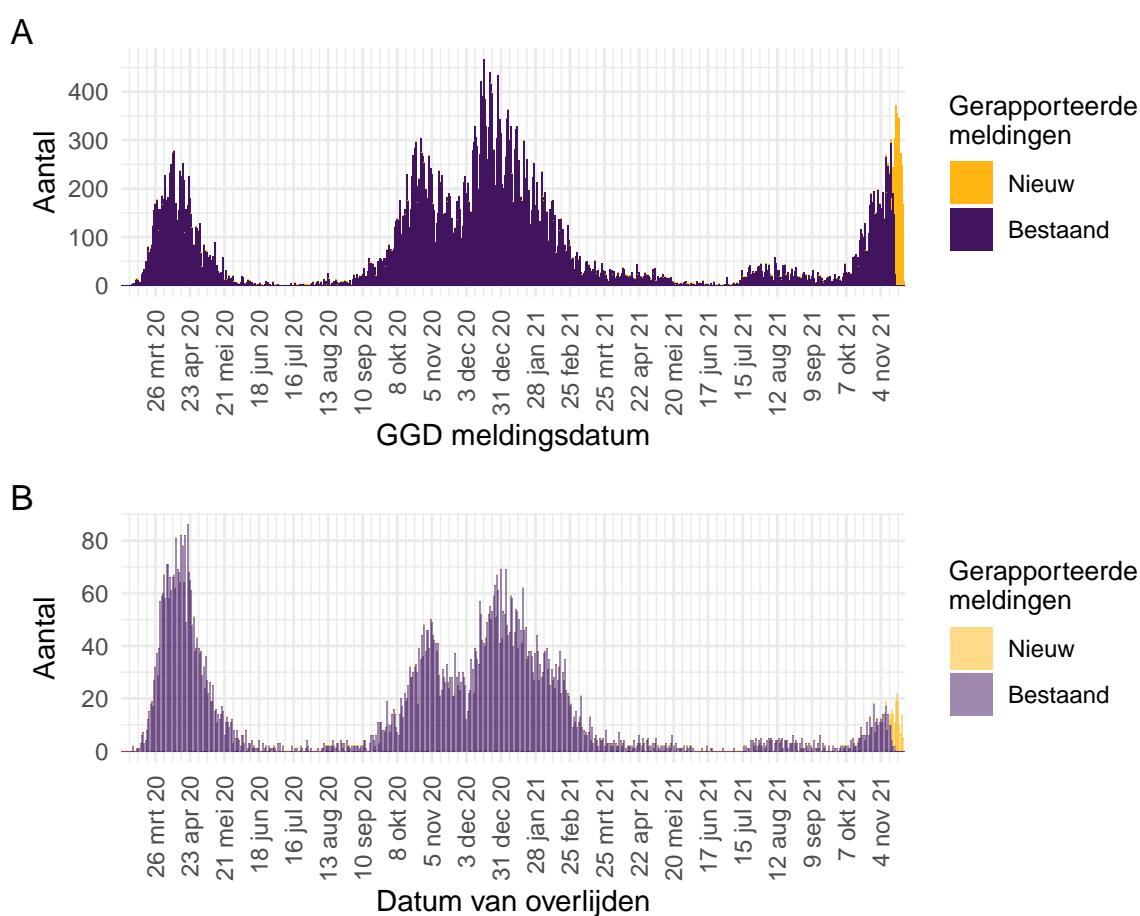 A
Aantal
400
300
200
100
0
26 mrt 20
23 apr 20
21 mei 20
18 jun 20
16 jul 20
13 aug 20
10 sep 20
8 okt 20
5 nov 20
3 dec 20
31 dec 20
28 jan 21
25 feb 21
25 mrt 21
22 apr 21
20 mei 21
17 jun 21
15 jul 21
12 aug 21
9 sep 21
7 okt 21
4 nov 21
GGD meldingsdatum
Gerapporteerde
meldingen
Nieuw
Bestaand
B
Aantal
80
60
40
20
0
26 mrt 20
23 apr 20
21 mei 20
18 jun 20
16 jul 20
13 aug 20
10 sep 20
8 okt 20
5 nov 20
3 dec 20
31 dec 20
28 jan 21
25 feb 21
25 mrt 21
22 apr 21
20 mei 21
17 jun 21
15 jul 21
12 aug 21
9 sep 21
7 okt 21
4 nov 21
Datum van overlijden
Gerapporteerde
meldingen
Nieuw
Bestaand